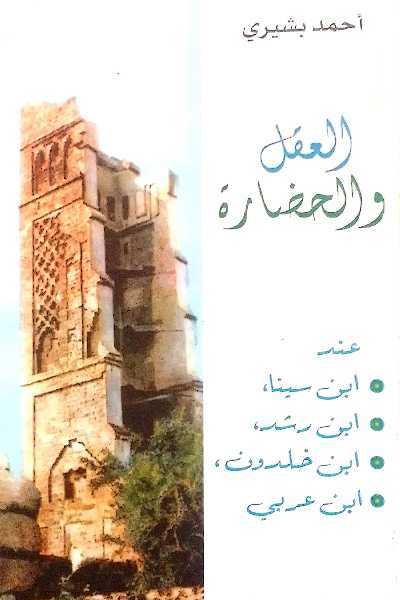 أحمد بشيري
العقل
والحضارة
عند
ابن سينا،
ابن رشد،
ابن خلدون،
ابن عربي